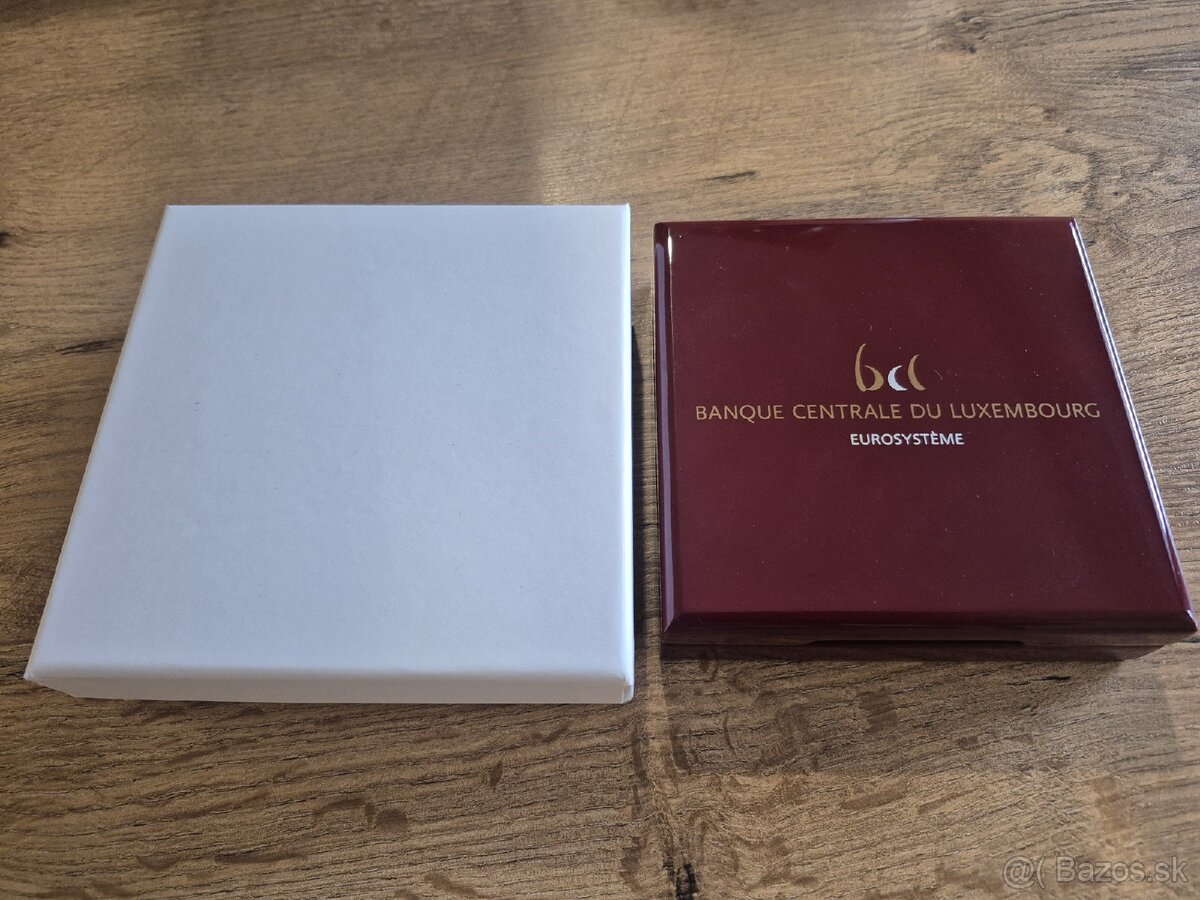 bcl
BANQUE CENTRALE DU LUXEMBOURG
EUROSYSTÈME
@( Bazos.sk